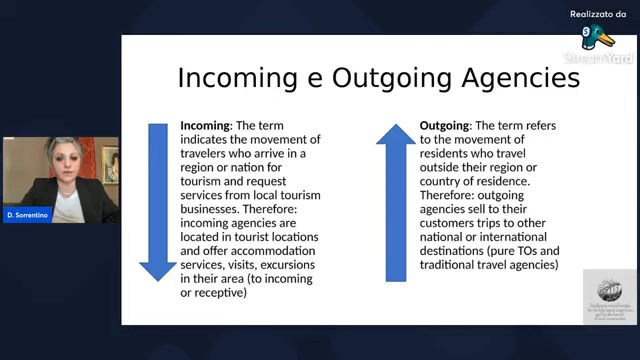 Realizzato da
StreamYard
Incoming e Outgoing Agencies
Incoming: The term
indicates the movement of
travelers who arrive in a
region or nation for
tourism and request
services from local tourism
businesses. Therefore:
incoming agencies are
located in tourist locations
and offer accommodation
services, visits, excursions
in their area (to incoming
or receptive)
Outgoing: The term refers
to the movement of
residents who travel
outside their region or
country of residence.
Therefore: outgoing
agencies sell to their
customers trips to other
national or international
destinations (pure TOs and
traditional travel agencies)
D. Sorrentino